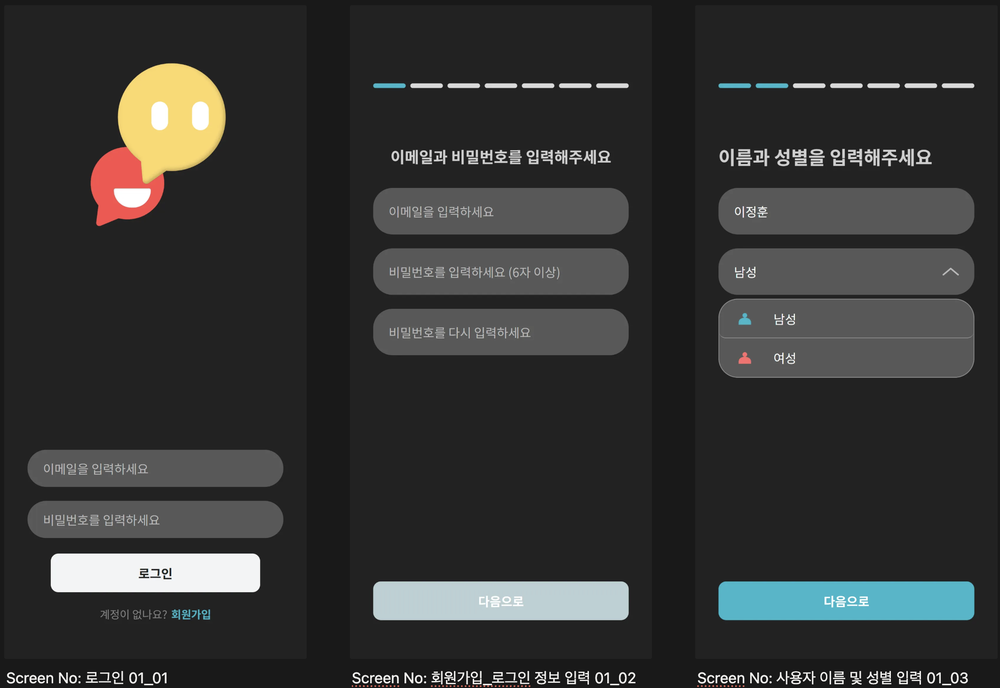 이메일을 입력하세요
비밀번호를 입력하세요
로그인
계정이 없나요? 회원가입
Screen No: 로그인 01_01
이메일과 비밀번호를 입력해주세요
이메일을 입력하세요
비밀번호를 입력하세요 (6자 이상)
비밀번호를 다시 입력하세요
다음으로
Screen No: 회원가입_로그인 정보 입력 01_02
이름과 성별을 입력해주세요
이정훈
남성
남성
여성
다음으로
Screen No: 사용자 이름 및 성별 입력 01_03